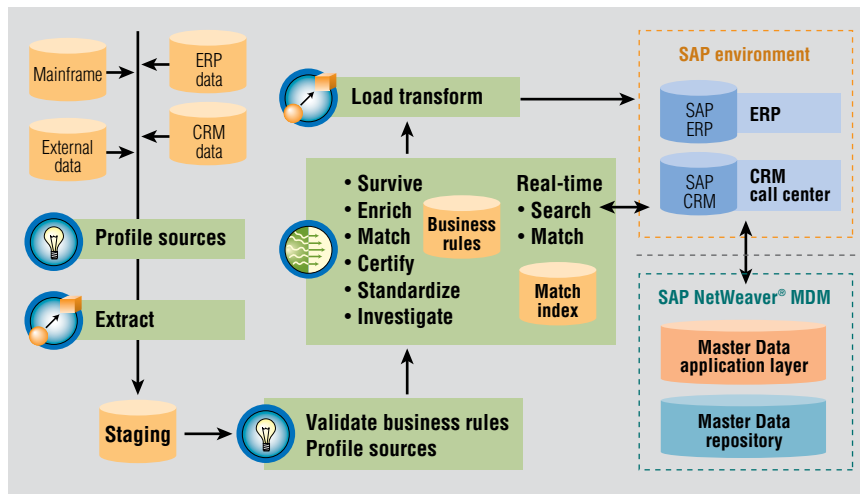 Mainframe
ERP
data
External
data
CRM
data
Profile sources
Extract
Staging
Validate business rules
Profile sources
• Survive
• Enrich
• Match
• Certify
• Standardize
• Investigate
Business
rules
Real-time
• Search
• Match
Match
index
Load transform
SAP environment
SAP
ERP
ERP
SAP
CRM
CRM
call center
SAP NetWeaver® MDM
Master Data
application layer
Master Data
repository